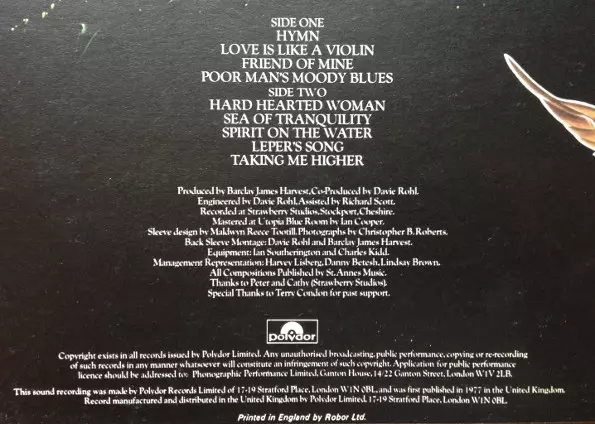 SIDE ONE
HYMN
LOVE IS LIKE A VIOLIN
FRIEND OF MINE
POOR MAN'S MOODY BLUES
SIDE TWO
HARD HEARTED WOMAN
SEA OF TRANQUILITY
SPIRIT ON THE WATER
LEPER'S SONG
TAKING ME HIGHER
Produced by Barclay James Harvest, Co-Produced by Davie Rohl.
Engineered by Davie Rohl, Assisted by Richard Scott.
Recorded at Strawberry Studios, Stockport, Cheshire.
Mastered at Utopia Blue Room by Ian Cooper.
Sleeve design by Maldwyn Reece Tootill. Photographs by Christopher B. Roberts.
Back Sleeve Montage: Davie Rohl and Barclay James Harvest.
Equipment: Ian Southerington and Charles Kidd.
Management Representation: Harvey Lisberg, Danny Betesh, Lindsay Brown.
All Compositions Published by St. Annes Music.
Thanks to Peter and Cathy (Strawberry Studios).
Special Thanks to Terry Condon for past support.
polydor
Copyright exists in all records issued by Polydor Limited. Any unauthorised broadcasting, public performance, copying or re-recording
of such records in any manner whatsoever will constitute an infringement of such copyright. Application for public performance
licence should be addressed to: Phonographic Performance Limited. Ganton House, 14-22 Ganton Street, London W1V 2LB.
This sound recording was made by Polydor Records Limited of 17-19 Stratford Place, London W1N 0BL, and was first published in 1977 in the United Kingdom.
Record manufactured and distributed in the United Kingdom by Polydor Limited. 17-19 Stratford Place, London W1N 0BL.
Printed in England by Robor Ltd.